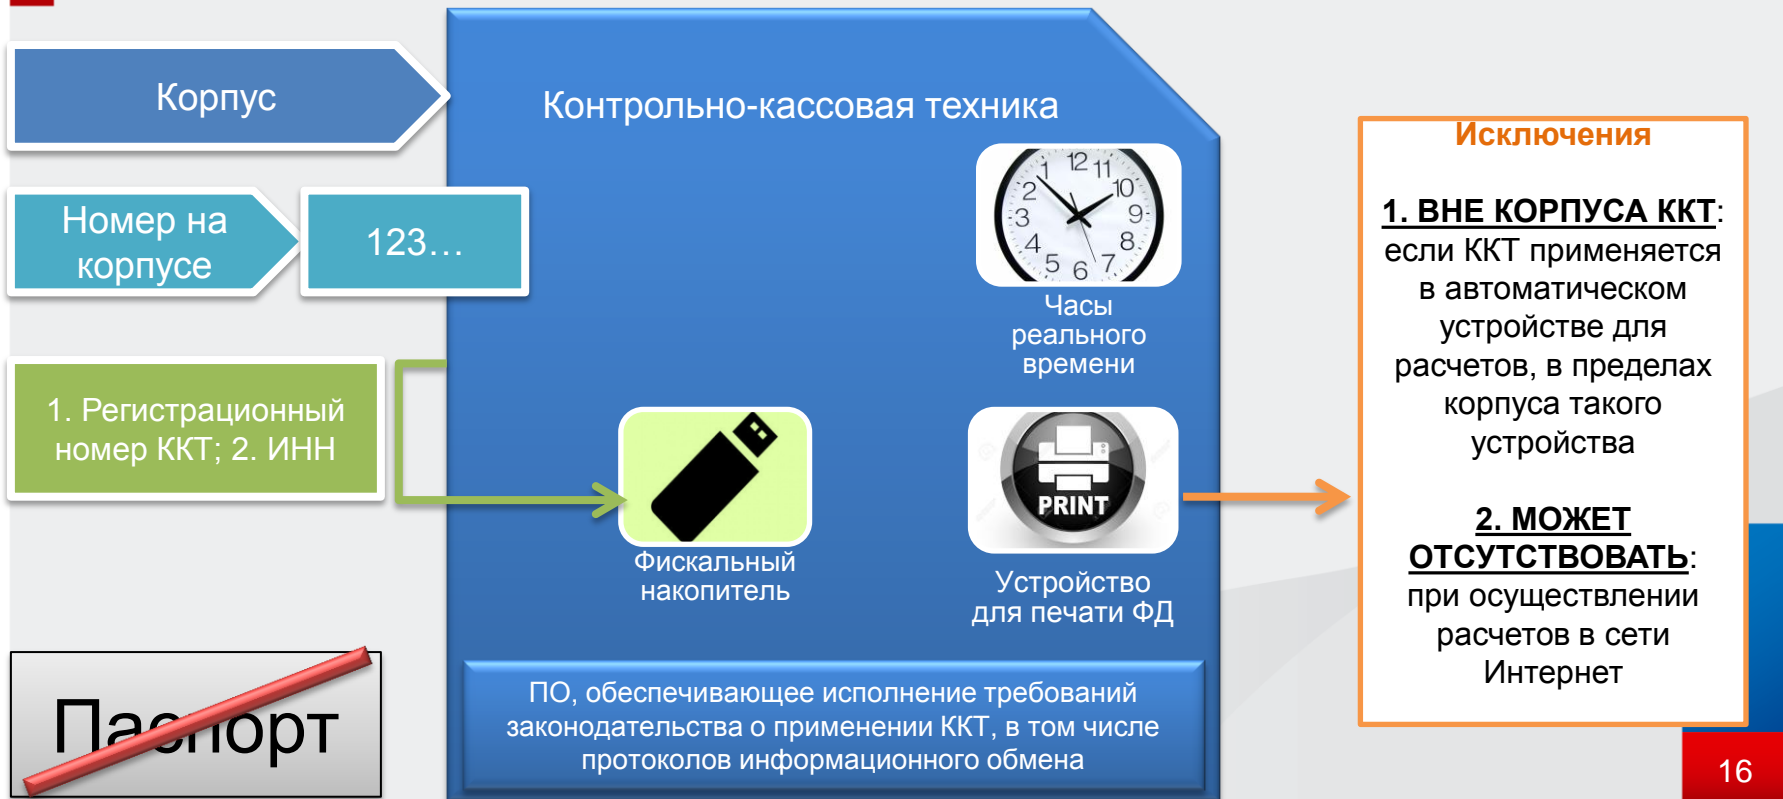 Корпус
Контрольно-кассовая техника
Номер на
корпусе
123…
1. Регистрационный
номер ККТ; 2. ИНН
12
11
10
9
8
7
6
5
4
3
2
1
Часы
реального
времени
Фискальный
накопитель
PRINT
Устройство
для печати ФД
Паспорт
ПО, обеспечивающее исполнение требований
законодательства о применении ККТ, в том числе
протоколов информационного обмена
Исключения
1. ВНЕ КОРПУСА ККТ:
если ККТ применяется
в автоматическом
устройстве для
расчетов, в пределах
корпуса такого
устройства
2. МОЖЕТ
ОТСУТСТВОВАТЬ:
при осуществлении
расчетов в сети
Интернет
16